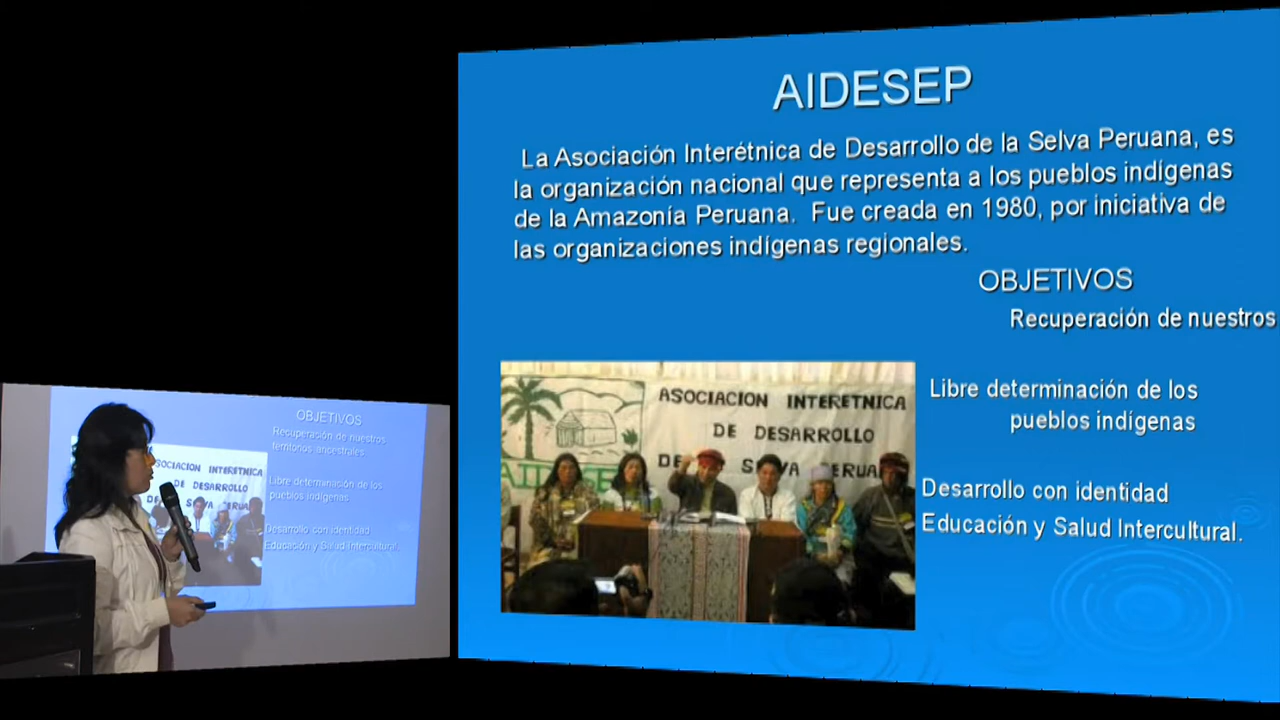 AIDESEP
La Asociación Interétnica de Desarrollo de la Selva Peruana, es
la organización nacional que representa a los pueblos indígenas
de la Amazonía Peruana. Fue creada en 1980, por iniciativa de
las organizaciones indígenas regionales.
OBJETIVOS
Recuperación de nuestros
Libre determinación de los
pueblos indígenas
Desarrollo con identidad
Educación y Salud Intercultural.
ASOCIACION INTERETNICA
DE DESARROLLO
DE
OBJETIVOS
Recuperación de nuestros
territorios ancestrales
Libre determinación de los
pueblos indígenas
Desarrollo con identidad
Educación y Salud Intercultural.
INTERETNICA
DE DESARROLLO